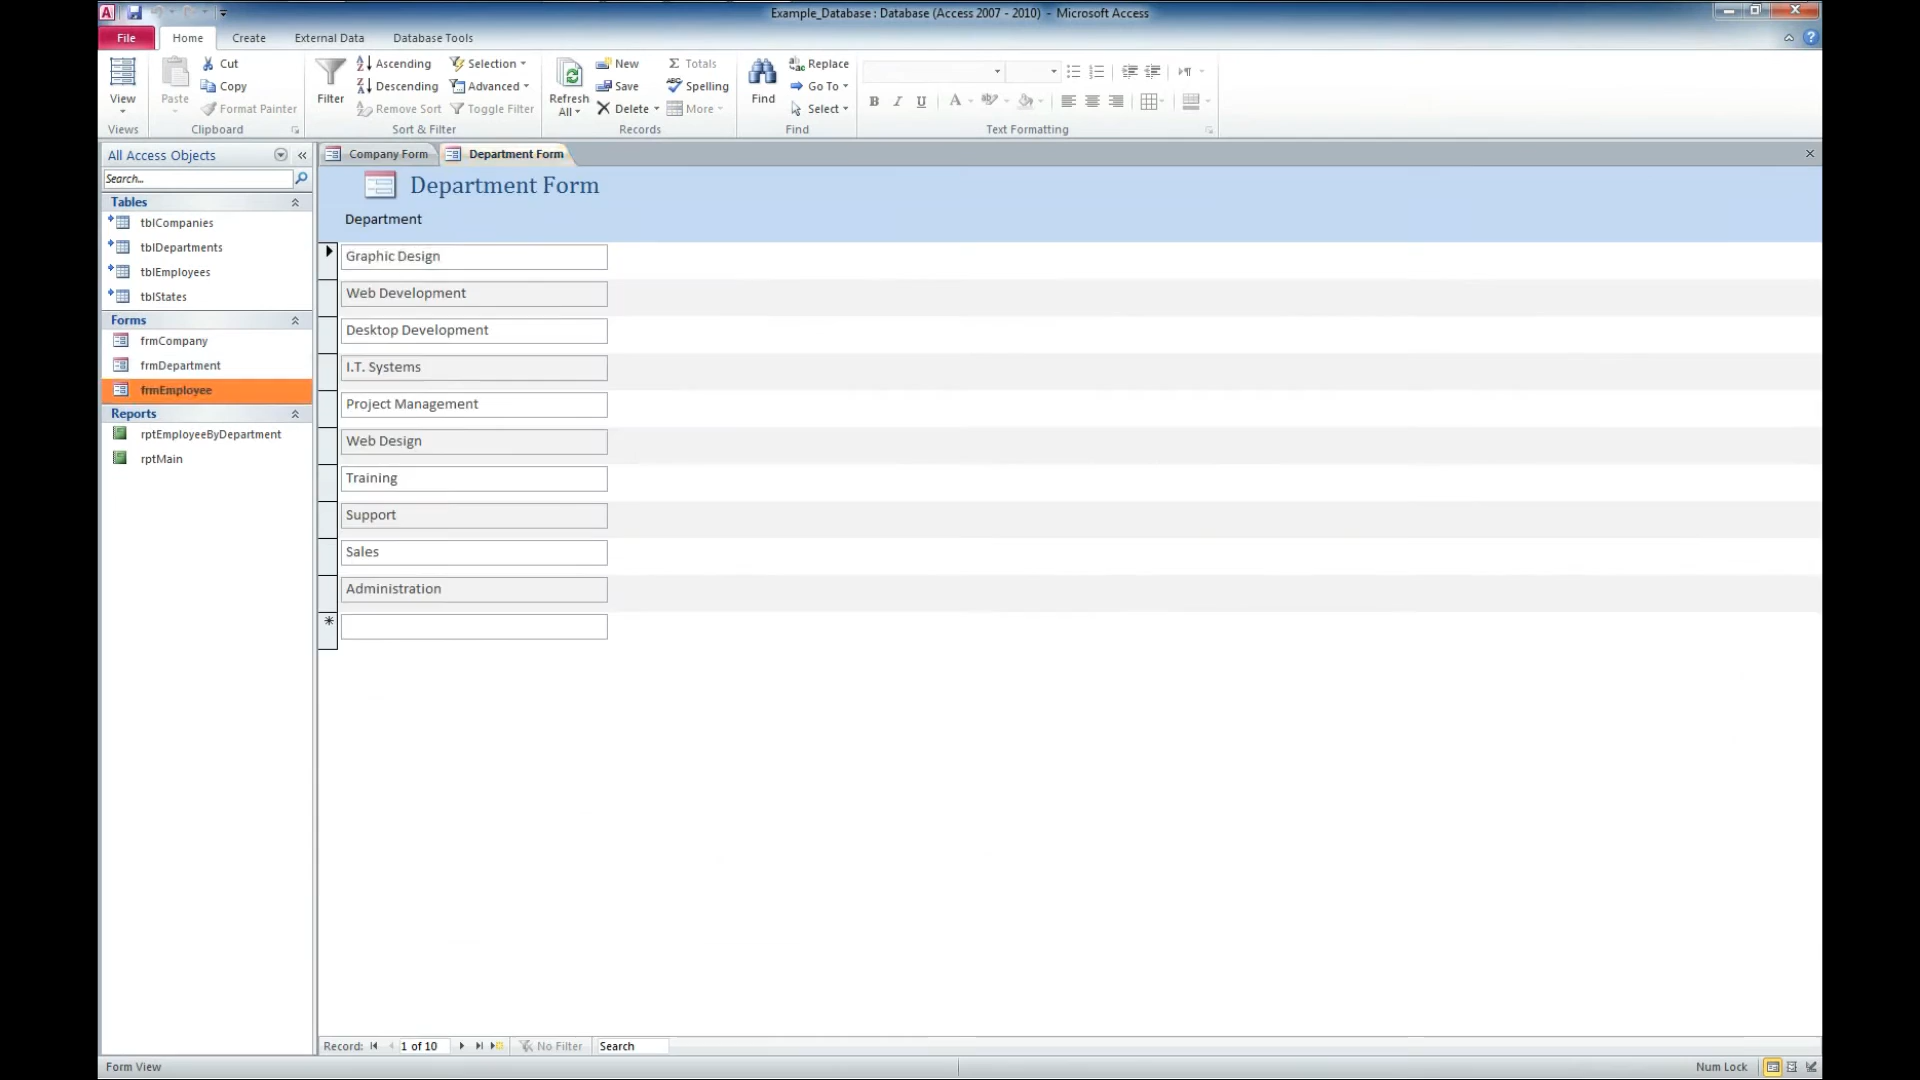 Example_Database : Database (Access 2007 - 2010) - Microsoft Access
File Home Create External Data Database Tools
View
Views
Paste
Cut
Copy
Format Painter
Clipboard
Filter
Ascending
Descending
Remove Sort
Selection
Advanced
Toggle Filter
Sort & Filter
Refresh
All
New
Save
Delete
Totals
Spelling
More
Records
Find
Replace
Go To
Select
Find
B I U A
Text Formatting
All Access Objects
Search...
Tables
tblCompanies
tblDepartments
tblEmployees
tblStates
Forms
frmCompany
frmDepartment
frmEmployee
Reports
rptEmployeeByDepartment
rptMain
Company Form Department Form
Department Form
Department
Graphic Design
Web Development
Desktop Development
I.T. Systems
Project Management
Web Design
Training
Support
Sales
Administration
Record: 1 of 10 No Filter Search
Form View Num Lock